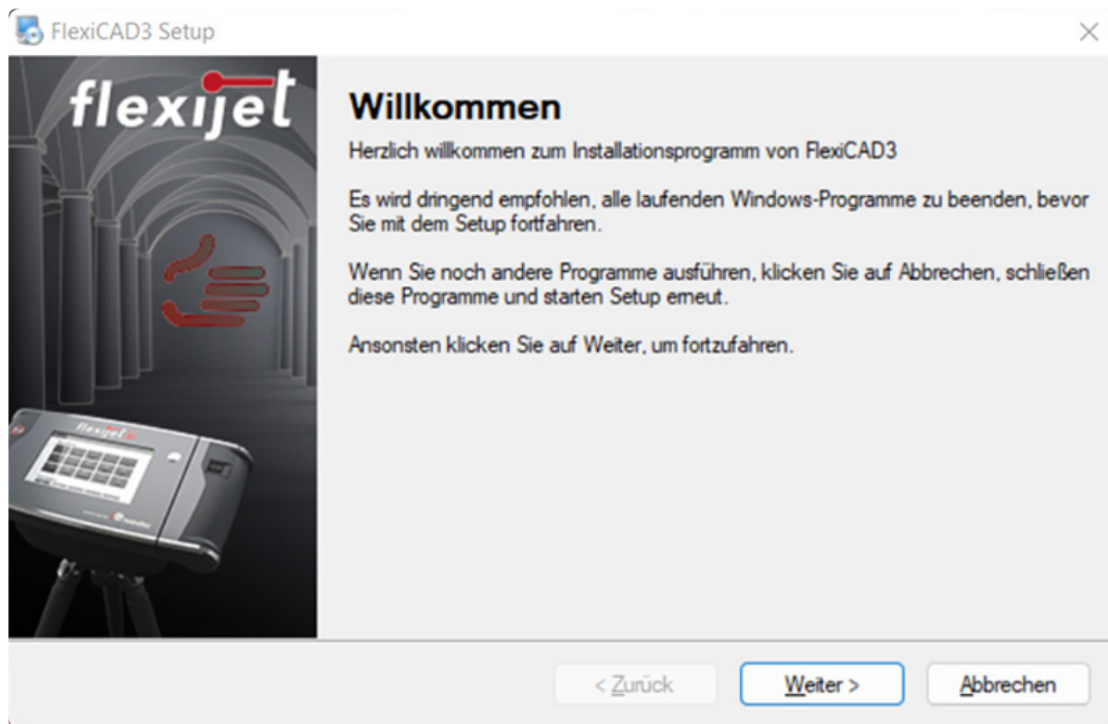 FlexiCAD3 Setup
flexijet
Willkommen
Herzlich willkommen zum Installationsprogramm von FlexiCAD3
Es wird dringend empfohlen, alle laufenden Windows-Programme zu beenden, bevor
Sie mit dem Setup fortfahren.
Wenn Sie noch andere Programme ausführen, klicken Sie auf Abbrechen, schließen
diese Programme und starten Setup erneut.
Ansonsten klicken Sie auf Weiter, um fortzufahren.
flexijet
< Zurück
Weiter >
Abbrechen